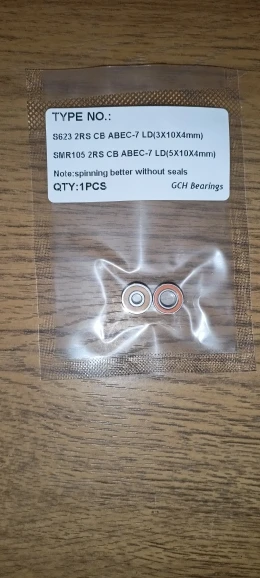 TYPE NO.:
S623 2RS CB ABEC-7 LD(3X10X4mm)
SMR105 2RS CB ABEC-7 LD(5X10X4mm)
Note:spinning better without seals
QTY:1PCS GCH Bearings